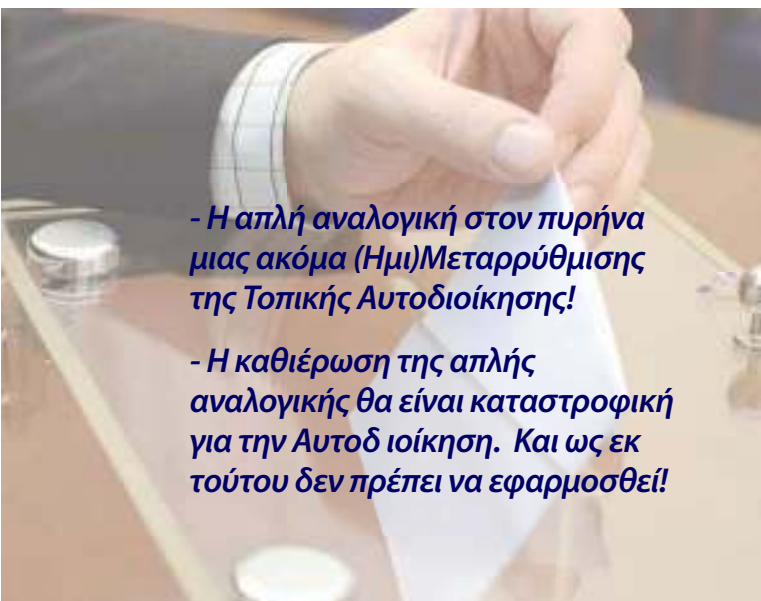 - Η απλή αναλογική στον πυρήνα
μιας ακόμα (Ημι)Μεταρρύθμισης
της Τοπικής Αυτοδιοίκησης!
- Η καθιέρωση της απλής
αναλογικής θα είναι καταστροφική
για την Αυτοδ ιοίκηση. Και ως εκ
τούτου δεν πρέπει να εφαρμοσθεί!